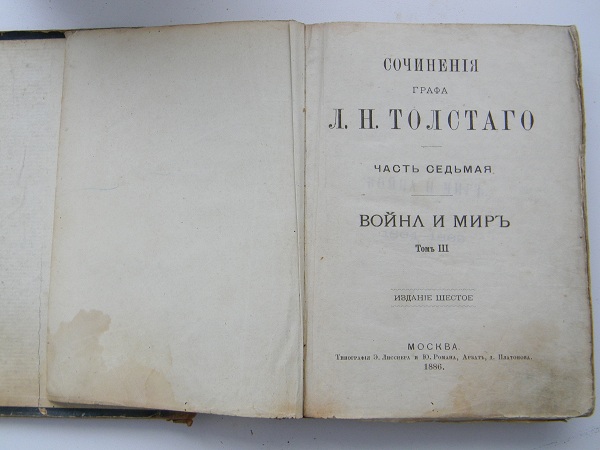 СОЧИНЕНІЯ
ГРАФА
Л. Н. ТОЛСТАГО
ЧАСТЬ СЕДЬМАЯ.
ВОЙНА И МИРЪ
Томъ III
ИЗДАНІЕ ШЕСТОЕ
МОСКВА.
Типографія Э. Лисснера и Ю. Романа, Арбатъ, д. Платонова.
1886.